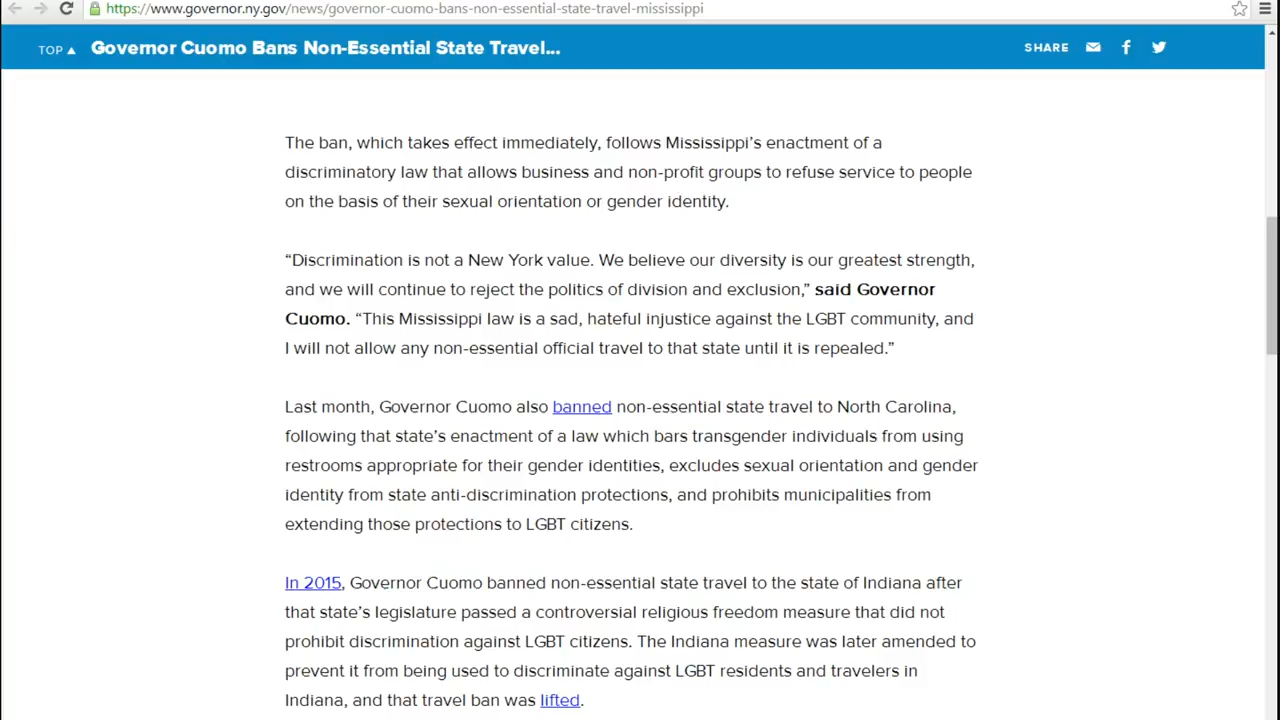 https://www.governor.ny.gov/news/governor-cuomo-bans-non-essential-state-travel-mississippi
TOP ▲ Governor Cuomo Bans Non-Essential State Travel... SHARE
The ban, which takes effect immediately, follows Mississippi’s enactment of a
discriminatory law that allows business and non-profit groups to refuse service to people
on the basis of their sexual orientation or gender identity.
“Discrimination is not a New York value. We believe our diversity is our greatest strength,
and we will continue to reject the politics of division and exclusion,” said Governor
Cuomo. “This Mississippi law is a sad, hateful injustice against the LGBT community, and
I will not allow any non-essential official travel to that state until it is repealed.”
Last month, Governor Cuomo also banned non-essential state travel to North Carolina,
following that state’s enactment of a law which bars transgender individuals from using
restrooms appropriate for their gender identities, excludes sexual orientation and gender
identity from state anti-discrimination protections, and prohibits municipalities from
extending those protections to LGBT citizens.
In 2015, Governor Cuomo banned non-essential state travel to the state of Indiana after
that state’s legislature passed a controversial religious freedom measure that did not
prohibit discrimination against LGBT citizens. The Indiana measure was later amended to
prevent it from being used to discriminate against LGBT residents and travelers in
Indiana, and that travel ban was lifted.